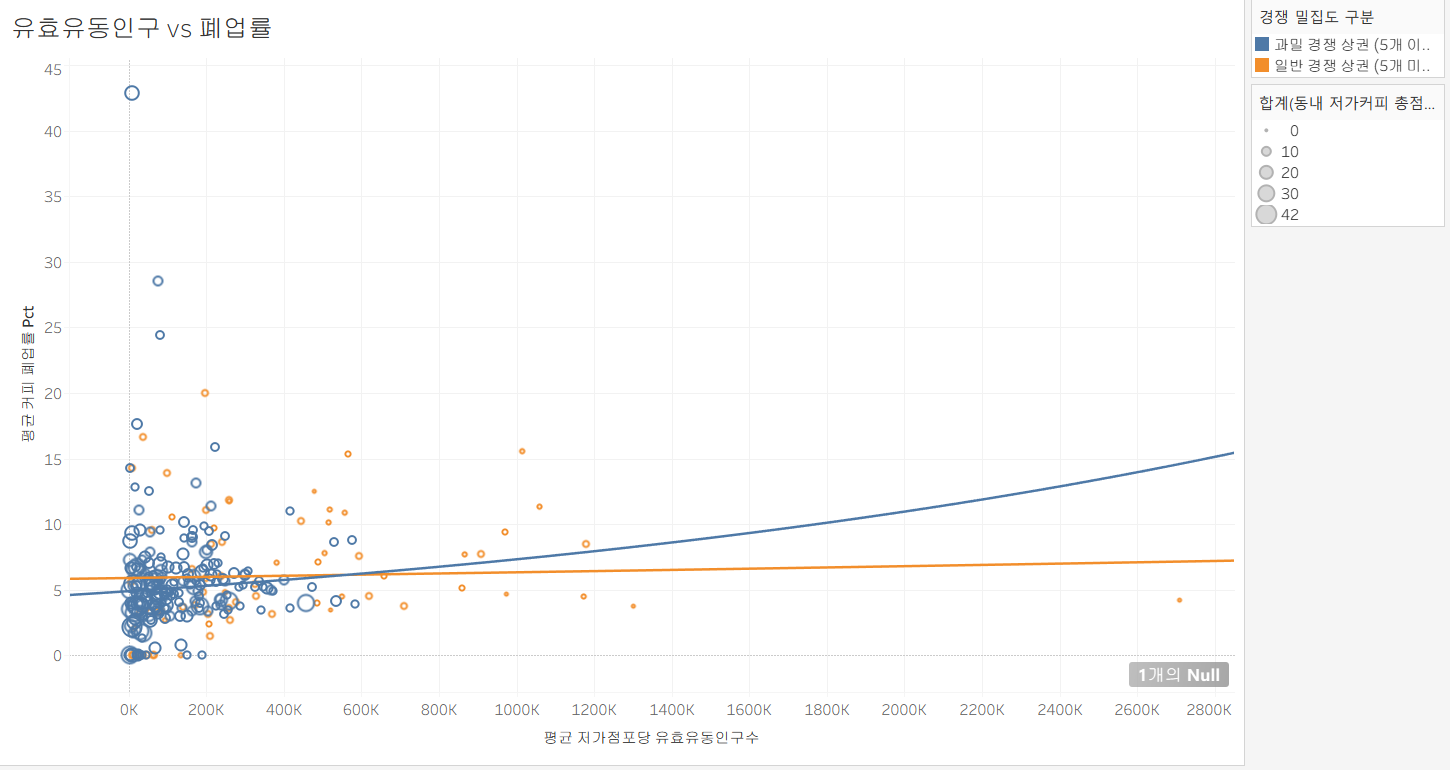 유효유동인구 vs 폐업률
경쟁 밀집도 구분
과밀 경쟁 상권 (5개 이..
일반 경쟁 상권 (5개 미..
합계(동내 저가커피 총점...
0
10
20
30
42
45
40
35
30
25
20
15
10
5
0
평균 커피 폐업률 Pct
1개의 Null
0K 200K 400K 600K 800K 1000K 1200K 1400K 1600K 1800K 2000K 2200K 2400K 2600K 2800K
평균 저가점포당 유효유동인구수